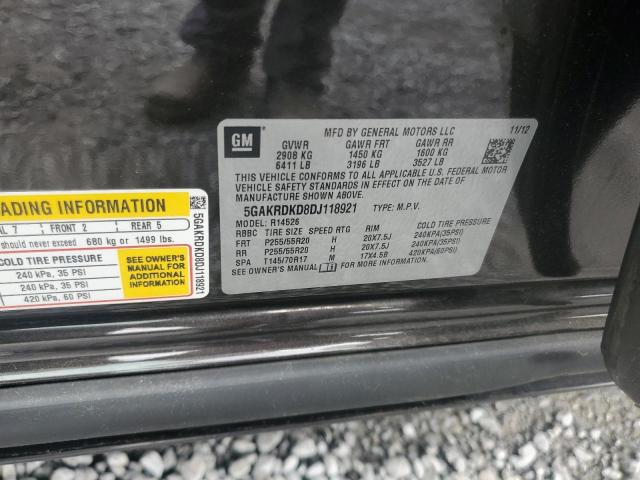 GM
MFD BY GENERAL MOTORS LLC 11/12
GVWR GAWR FRT GAWR RR
2908 KG 1450 KG 1600 KG
6411 LB 3196 LB 3527 LB
THIS VEHICLE CONFORMS TO ALL APPLICABLE U.S. FEDERAL MOTOR
VEHICLE SAFETY STANDARDS IN EFFECT ON THE DATE OF
MANUFACTURE SHOWN ABOVE.
5GAKRDKD8DJ118921 TYPE: M.P.V.
MODEL: R14526
RBBC TIRE SIZE SPEED RTG RIM COLD TIRE PRESSURE
FRT P255/55R20 H 20X7.5J 240KPA(35PSI)
RR P255/55R20 H 20X7.5J 240KPA(35PSI)
SPA T145/70R17 M 17X4.5B 420KPA(60PSI)
SEE OWNER'S MANUAL FOR MORE INFORMATION.
ADING INFORMATION
AL 7 FRONT 2 REAR 5
should never exceed 680 kg or 1499 lbs.
COLD TIRE PRESSURE
240 kPa, 35 PSI
240 kPa, 35 PSI
420 kPa, 60 PSI
SEE OWNER'S
MANUAL FOR
ADDITIONAL
INFORMATION
5GAKRDKD8DJ118921